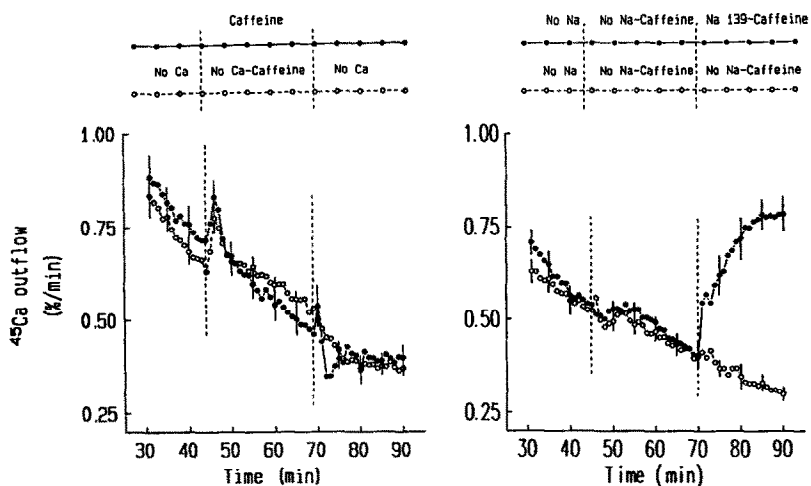 Caffeine
No Ca No Ca-Caffeine No Ca
No Na No Na-Caffeine Na 139-Caffeine
No Na No Na-Caffeine No Na-Caffeine
⁴⁵Ca outflow
(%/min)
1.00
0.75
0.50
0.25
30 40 50 60 70 80 90
Time (min)
1.00
0.75
0.50
0.25
30 40 50 60 70 80 90
Time (min)